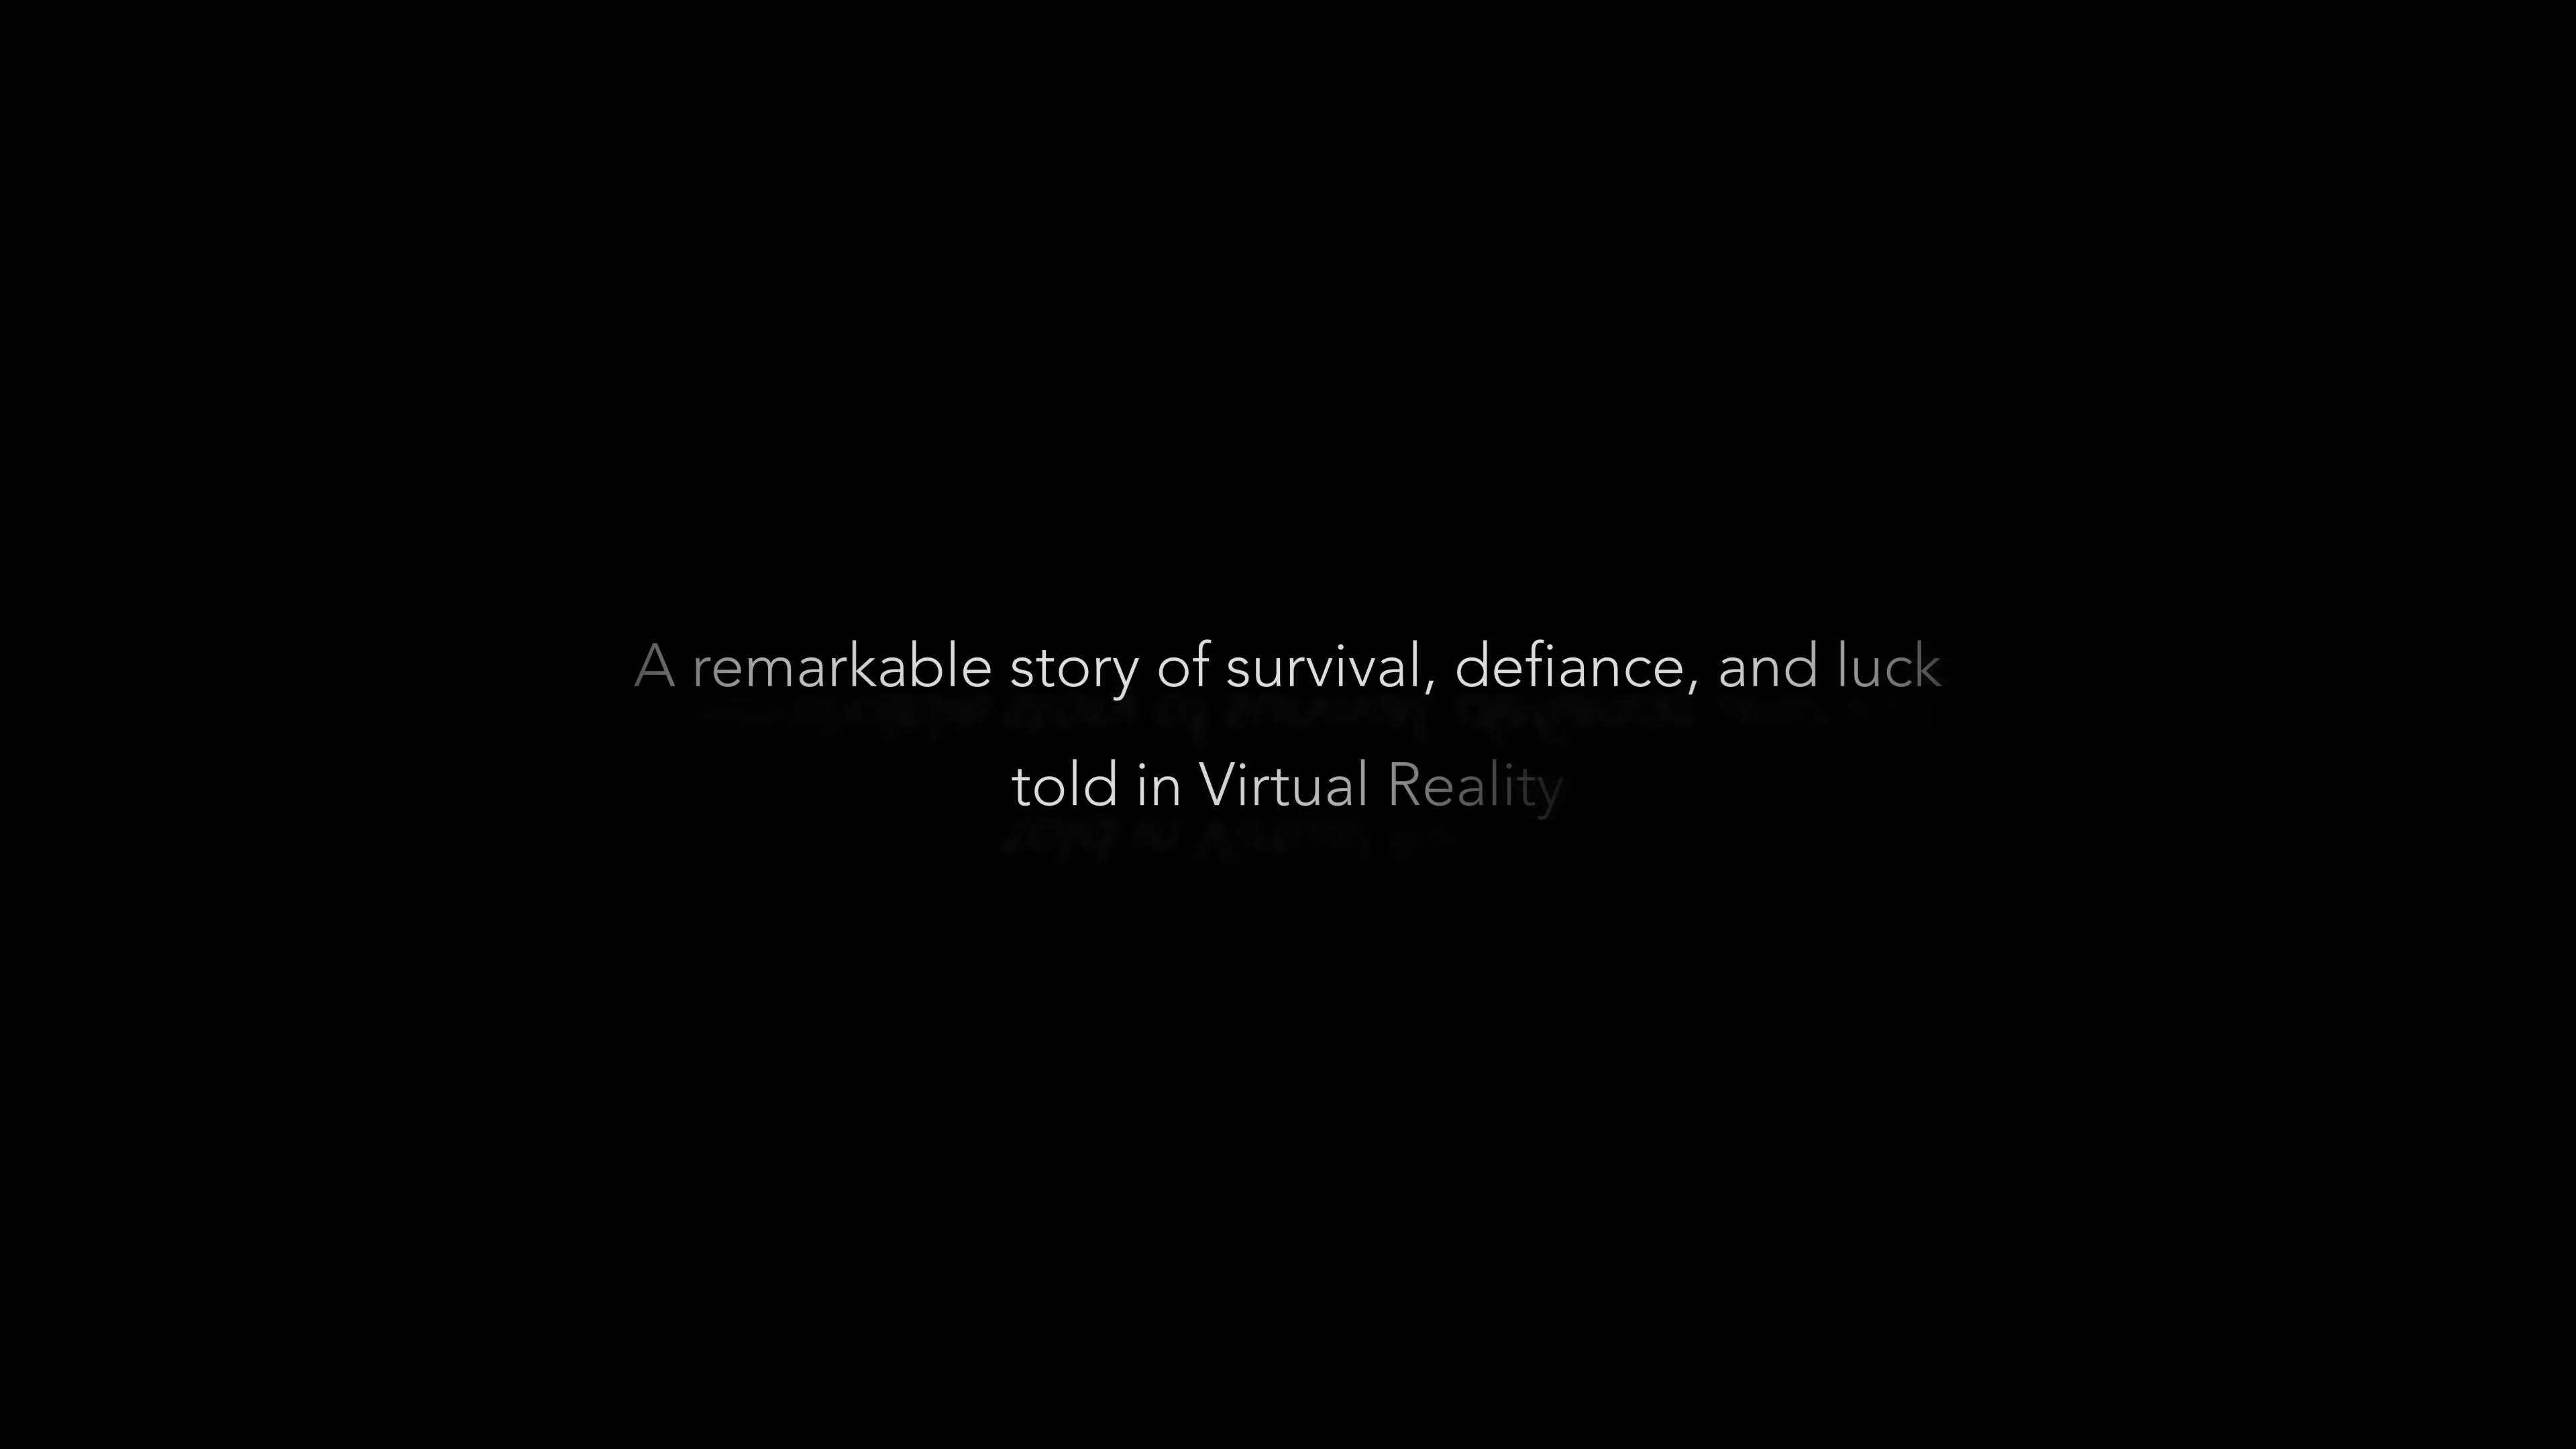 A remarkable story of survival, defiance, and luck
told in Virtual Reality